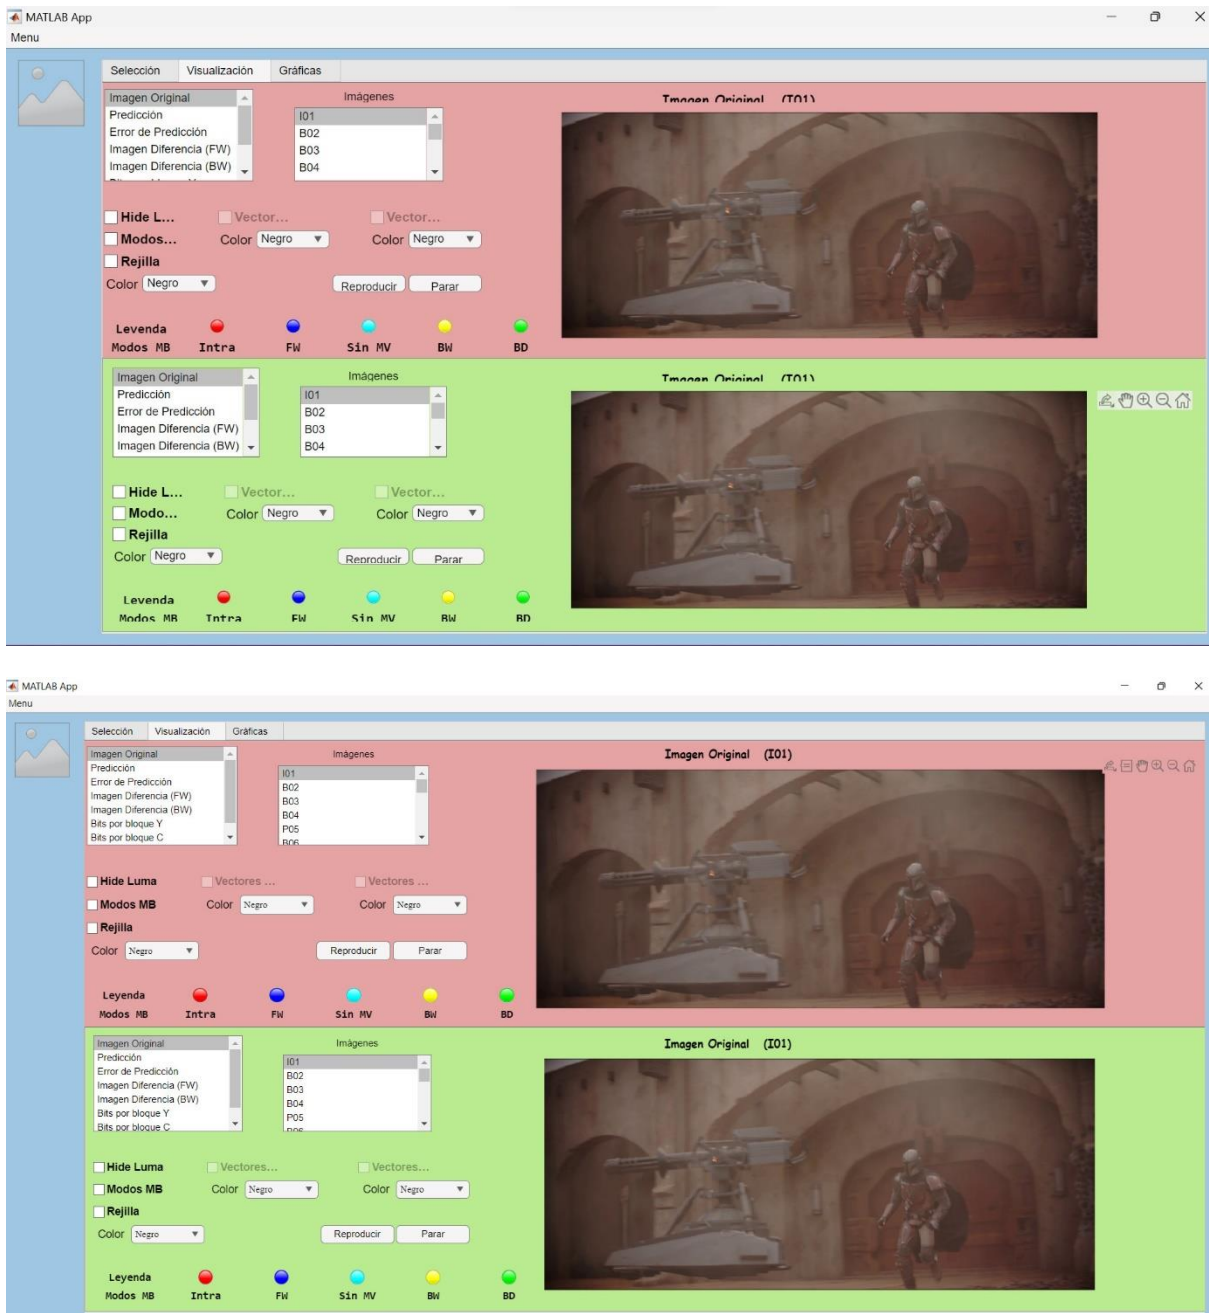 MATLAB App
Menu
Selección Visualización Gráficas
Imagen Original
Predicción
Error de Predicción
Imagen Diferencia (FW)
Imagen Diferencia (BW)
Imágenes
I01
B02
B03
B04
Imagen Original (I01)
Hide L... Vector... Vector...
Modos... Color Negro Color Negro
Rejilla
Color Negro Reproducir Parar
Leyenda
Modos MB Intra FW Sin MV BW BD
Imagen Original
Predicción
Error de Predicción
Imagen Diferencia (FW)
Imagen Diferencia (BW)
Imágenes
I01
B02
B03
B04
Imagen Original (I01)
Hide L... Vector... Vector...
Modo... Color Negro Color Negro
Rejilla
Color Negro Reproducir Parar
Leyenda
Modos MB Intra FW Sin MV BW BD
MATLAB App
Menu
Selección Visualización Gráficas
Imagen Original
Predicción
Error de Predicción
Imagen Diferencia (FW)
Imagen Diferencia (BW)
Bits por bloque Y
Bits por bloque C
Imágenes
I01
B02
B03
B04
P05
B06
Imagen Original (I01)
Hide Luma Vectores ... Vectores ...
Modos MB Color Negro Color Negro
Rejilla
Color Negro Reproducir Parar
Leyenda
Modos MB Intra FW Sin MV BW BD
Imagen Original
Predicción
Error de Predicción
Imagen Diferencia (FW)
Imagen Diferencia (BW)
Bits por bloque Y
Bits por bloque C
Imágenes
I01
B02
B03
B04
P05
Imagen Original (I01)
Hide Luma Vectores... Vectores...
Modos MB Color Negro Color Negro
Rejilla
Color Negro Reproducir Parar
Leyenda
Modos MB Intra FW Sin MV BW BD